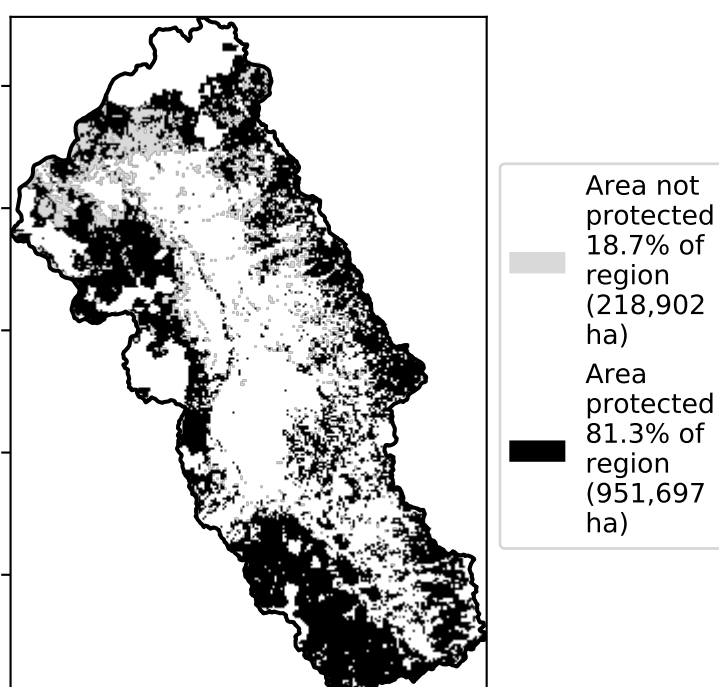 Area not
protected
18.7% of
region
(218,902
ha)
Area
protected
81.3% of
region
(951,697
ha)